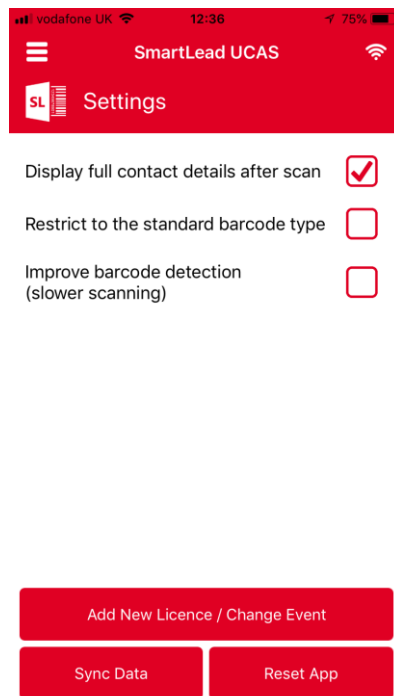 vodafone UK 12:36 75%
SmartLead UCAS
SL Settings
Display full contact details after scan
Restrict to the standard barcode type
Improve barcode detection
(slower scanning)
Add New Licence / Change Event
Sync Data Reset App